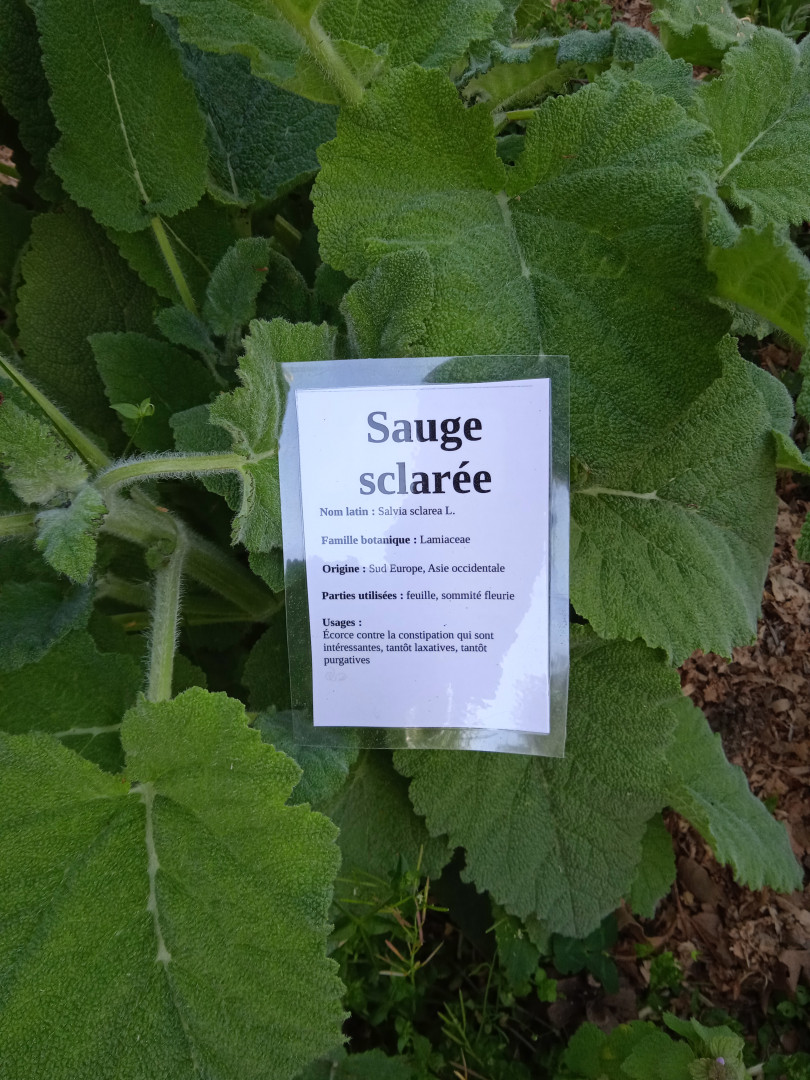 Sauge
sclarée
Nom latin : Salvia sclarea L.
Famille botanique : Lamiaceae
Origine : Sud Europe, Asie occidentale
Parties utilisées : feuille, sommité fleurie
Usages :
Écorce contre la constipation qui sont
intéressantes, tantôt laxatives, tantôt
purgatives